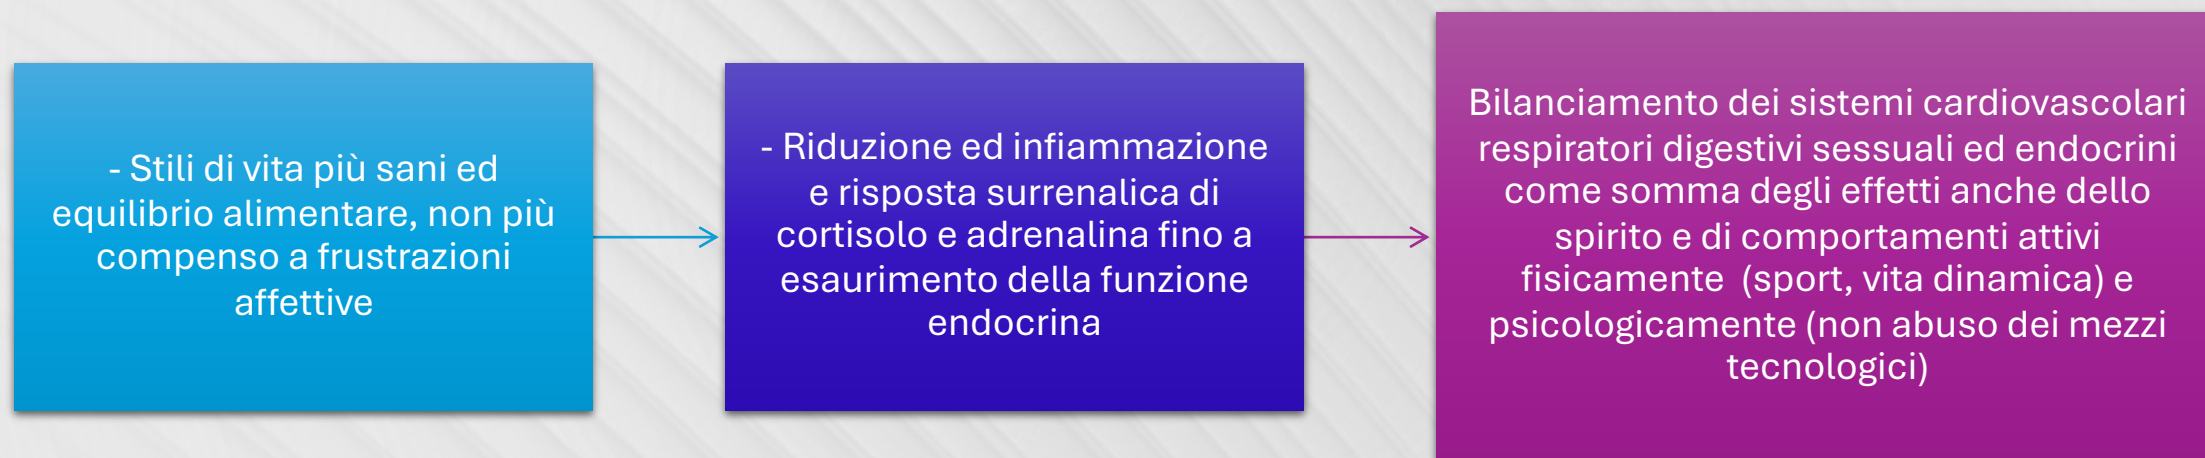 - Stili di vita più sani ed
equilibrio alimentare, non più
compenso a frustrazioni
affettive
- Riduzione ed infiammazione
e risposta surrenalica di
cortisolo e adrenalina fino a
esaurimento della funzione
endocrina
Bilanciamento dei sistemi cardiovascolari
respiratori digestivi sessuali ed endocrini
come somma degli effetti anche dello
spirito e di comportamenti attivi
fisicamente (sport, vita dinamica) e
psicologicamente (non abuso dei mezzi
tecnologici)